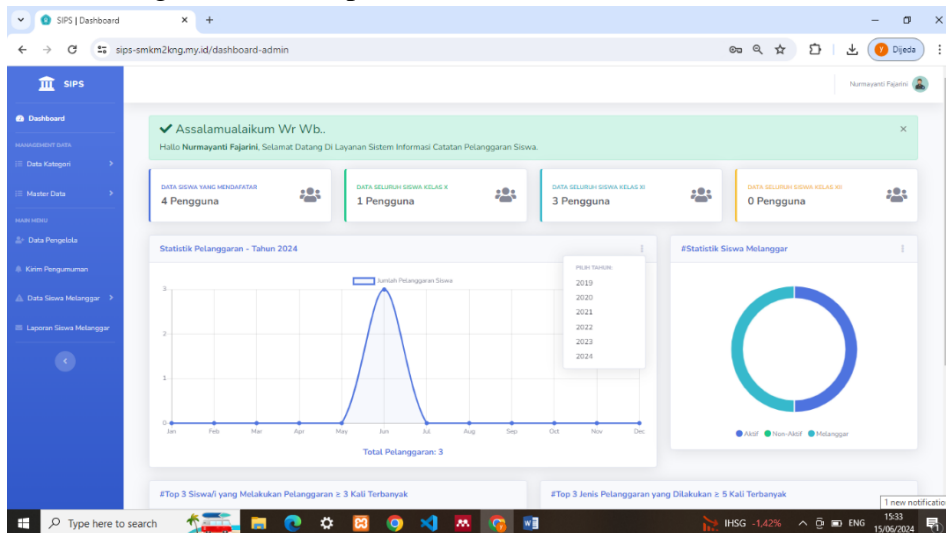 SIPS | Dashboard
sips-smkm2kng.my.id/dashboard-admin
Dijeda
SIPS
Nurmayanti Fajarini
Dashboard
MANAGEMENT DATA
Data Kategori
Master Data
MAIN MENU
Data Pengelola
Kirim Pengumuman
Data Siswa Melanggar
Laporan Siswa Melanggar
Assalamualaikum Wr Wb..
Hallo Nurmayanti Fajarini, Selamat Datang Di Layanan Sistem Informasi Catatan Pelanggaran Siswa.
DATA SISWA YANG MENDAFATAR
4 Pengguna
DATA SELURUH SISWA KELAS X
1 Pengguna
DATA SELURUH SISWA KELAS XI
3 Pengguna
DATA SELURUH SISWA KELAS XII
0 Pengguna
Statistik Pelanggaran - Tahun 2024
PILIH TAHUN:
2019
2020
2021
2022
2023
2024
Jumlah Pelanggaran Siswa
3
2
1
0
Jan Feb Mar Apr May Jun Jul Aug Sep Oct Nov Dec
Total Pelanggaran: 3
#Statistik Siswa Melanggar
Aktif Non-Aktif Melanggar
#Top 3 Siswa/i yang Melakukan Pelanggaran ≥ 3 Kali Terbanyak
#Top 3 Jenis Pelanggaran yang Dilakukan ≥ 5 Kali Terbanyak
1 new notificatio
Type here to search
IHSG -1,42%
ENG
15:33
15/06/2024